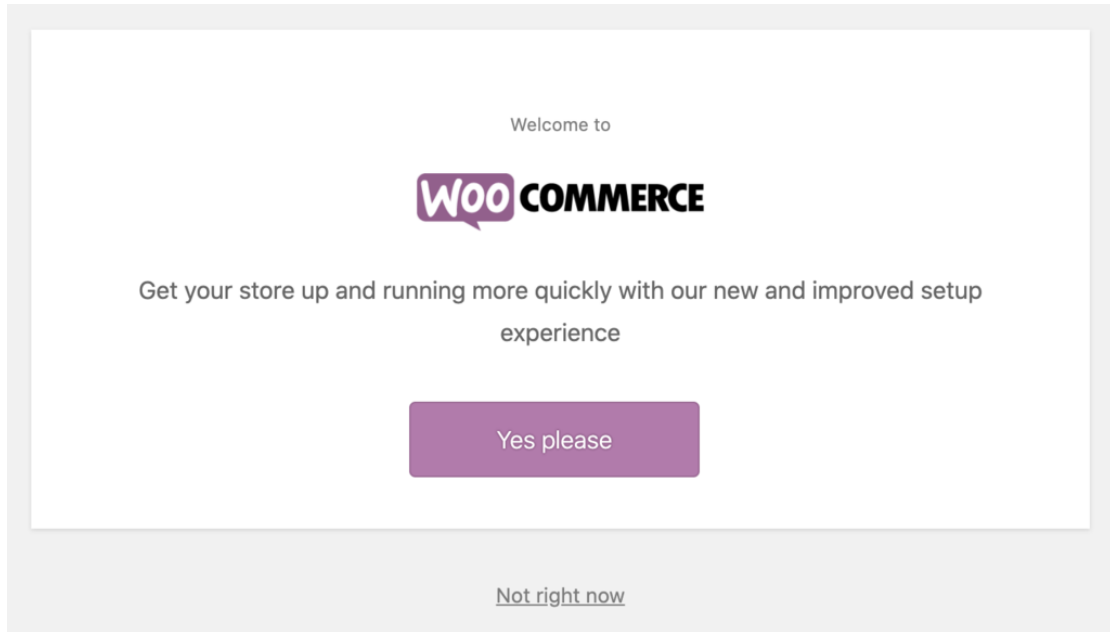 Welcome to
WOO COMMERCE
Get your store up and running more quickly with our new and improved setup
experience
Yes please
Not right now